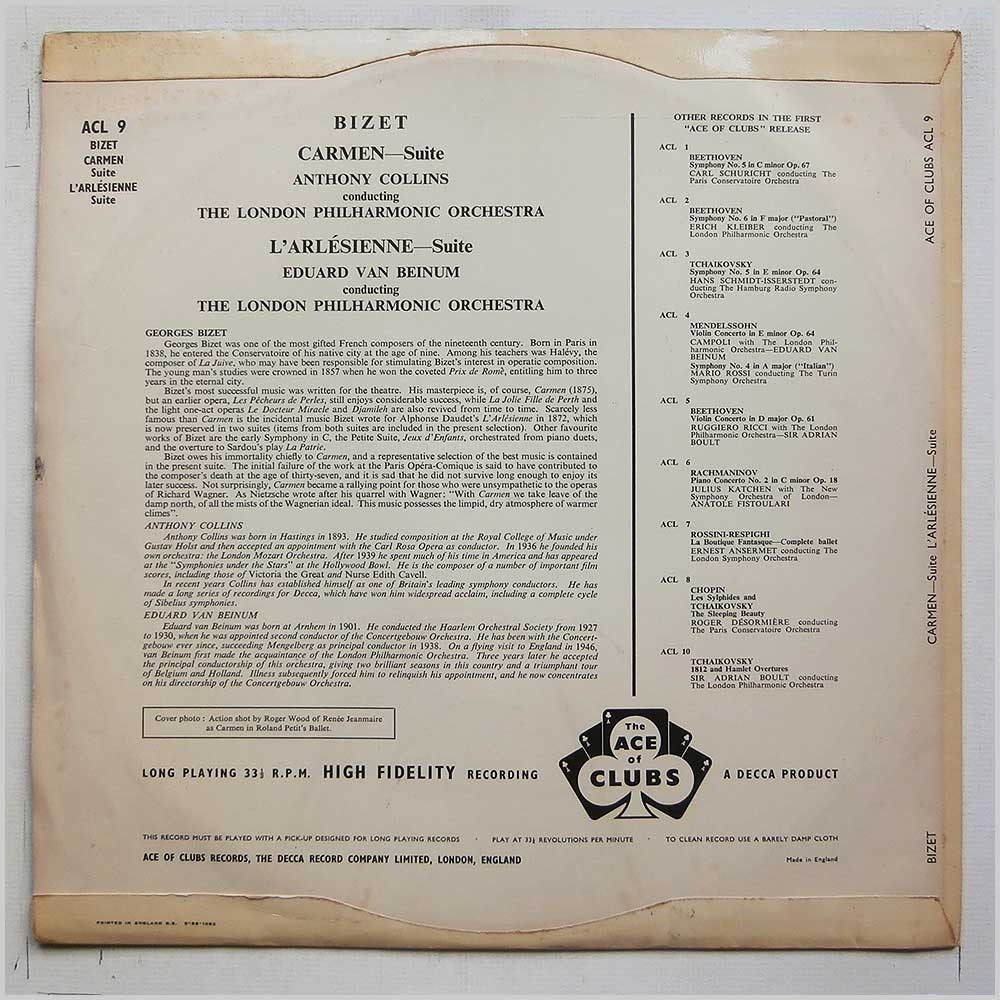 ACL 9
BIZET
CARMEN
Suite
L'ARLÉSIENNE
Suite
BIZET
CARMEN—Suite
ANTHONY COLLINS
conducting
THE LONDON PHILHARMONIC ORCHESTRA
L'ARLÉSIENNE—Suite
EDUARD VAN BEINUM
conducting
THE LONDON PHILHARMONIC ORCHESTRA
GEORGES BIZET
Georges Bizet was one of the most gifted French composers of the nineteenth century. Born in Paris in
1838, he entered the Conservatoire of his native city at the age of nine. Among his teachers was Halévy, the
composer of La Juive, who may have been responsible for stimulating Bizet's interest in operatic composition.
The young man's studies were crowned in 1857 when he won the coveted Prix de Romè, entitling him to three
years in the eternal city.
Bizet's most successful music was written for the theatre. His masterpiece is, of course, Carmen (1875),
but an earlier opera, Les Pêcheurs de Perles, still enjoys considerable success, while La Jolie Fille de Perth and
the light one-act operas Le Docteur Miracle and Djamileh are also revived from time to time. Scarcely less
famous than Carmen is the incidental music Bizet wrote for Alphonse Daudet's L'Arlésienne in 1872, which
is now preserved in two suites (items from both suites are included in the present selection). Other favourite
works of Bizet are the early Symphony in C, the Petite Suite, Jeux d'Enfants, orchestrated from piano duets,
and the overture to Sardou's play La Patrie.
Bizet owes his immortality chiefly to Carmen, and a representative selection of the best music is contained
in the present suite. The initial failure of the work at the Paris Opéra-Comique is said to have contributed to
the composer's death at the age of thirty-seven, and it is sad that he did not survive long enough to enjoy its
later success. Not surprisingly, Carmen became a rallying point for those who were unsympathetic to the operas
of Richard Wagner. As Nietzsche wrote after his quarrel with Wagner: "With Carmen we take leave of the
damp north, of all the mists of the Wagnerian ideal. This music possesses the limpid, dry atmosphere of warmer
climes".
ANTHONY COLLINS
Anthony Collins was born in Hastings in 1893. He studied composition at the Royal College of Music under
Gustav Holst and then accepted an appointment with the Carl Rosa Opera as conductor. In 1936 he founded his
own orchestra: the London Mozart Orchestra. After 1939 he spent much of his time in America and has appeared
at the "Symphonies under the Stars" at the Hollywood Bowl. He is the composer of a number of important film
scores, including those of Victoria the Great and Nurse Edith Cavell.
In recent years Collins has established himself as one of Britain's leading symphony conductors. He has
made a long series of recordings for Decca, which have won him widespread acclaim, including a complete cycle
of Sibelius symphonies.
EDUARD VAN BEINUM
Eduard van Beinum was born at Arnhem in 1901. He conducted the Haarlem Orchestral Society from 1927
to 1930, when he was appointed second conductor of the Concertgebouw Orchestra. He has been with the Concert-
gebouw ever since, succeeding Mengelberg as principal conductor in 1938. On a flying visit to England in 1946,
van Beinum first made the acquaintance of the London Philharmonic Orchestra. Three years later he accepted
the principal conductorship of this orchestra, giving two brilliant seasons in this country and a triumphant tour
of Belgium and Holland. Illness subsequently forced him to relinquish his appointment, and he now concentrates
on his directorship of the Concertgebouw Orchestra.
Cover photo : Action shot by Roger Wood of Renée Jeanmaire
as Carmen in Roland Petit's Ballet.
OTHER RECORDS IN THE FIRST
"ACE OF CLUBS" RELEASE
ACL 1
BEETHOVEN
Symphony No. 5 in C minor Op. 67
CARL SCHURICHT conducting The
Paris Conservatoire Orchestra
ACL 2
BEETHOVEN
Symphony No. 6 in F major ("Pastoral")
ERICH KLEIBER conducting The
London Philharmonic Orchestra
ACL 3
TCHAIKOVSKY
Symphony No. 5 in E minor Op. 64
HANS SCHMIDT-ISSERSTEDT con-
ducting The Hamburg Radio Symphony
Orchestra
ACL 4
MENDELSSOHN
Violin Concerto in E minor Op. 64
CAMPOLI with The London Phil-
harmonic Orchestra—EDUARD VAN
BEINUM
Symphony No. 4 in A major ("Italian")
MARIO ROSSI conducting The Turin
Symphony Orchestra
ACL 5
BEETHOVEN
Violin Concerto in D major Op. 61
RUGGIERO RICCI with The London
Philharmonic Orchestra—SIR ADRIAN
BOULT
ACL 6
RACHMANINOV
Piano Concerto No. 2 in C minor Op. 18
JULIUS KATCHEN with The New
Symphony Orchestra of London—
ANATOLE FISTOULARI
ACL 7
ROSSINI-RESPIGHI
La Boutique Fantasque—Complete ballet
ERNEST ANSERMET conducting The
London Symphony Orchestra
ACL 8
CHOPIN
Les Sylphides and
TCHAIKOVSKY
The Sleeping Beauty
ROGER DÉSORMIÈRE conducting
The Paris Conservatoire Orchestra
ACL 10
TCHAIKOVSKY
1812 and Hamlet Overtures
SIR ADRIAN BOULT conducting
The London Philharmonic Orchestra
LONG PLAYING 33⅓ R.P.M. HIGH FIDELITY RECORDING
The
ACE
of
CLUBS
A DECCA PRODUCT
THIS RECORD MUST BE PLAYED WITH A PICK-UP DESIGNED FOR LONG PLAYING RECORDS · PLAY AT 33⅓ REVOLUTIONS PER MINUTE · TO CLEAN RECORD USE A BARELY DAMP CLOTH
ACE OF CLUBS RECORDS, THE DECCA RECORD COMPANY LIMITED, LONDON, ENGLAND
Made in England
ACE OF CLUBS ACL 9
CARMEN—Suite L'ARLÉSIENNE—Suite
BIZET
PRINTED IN ENGLAND